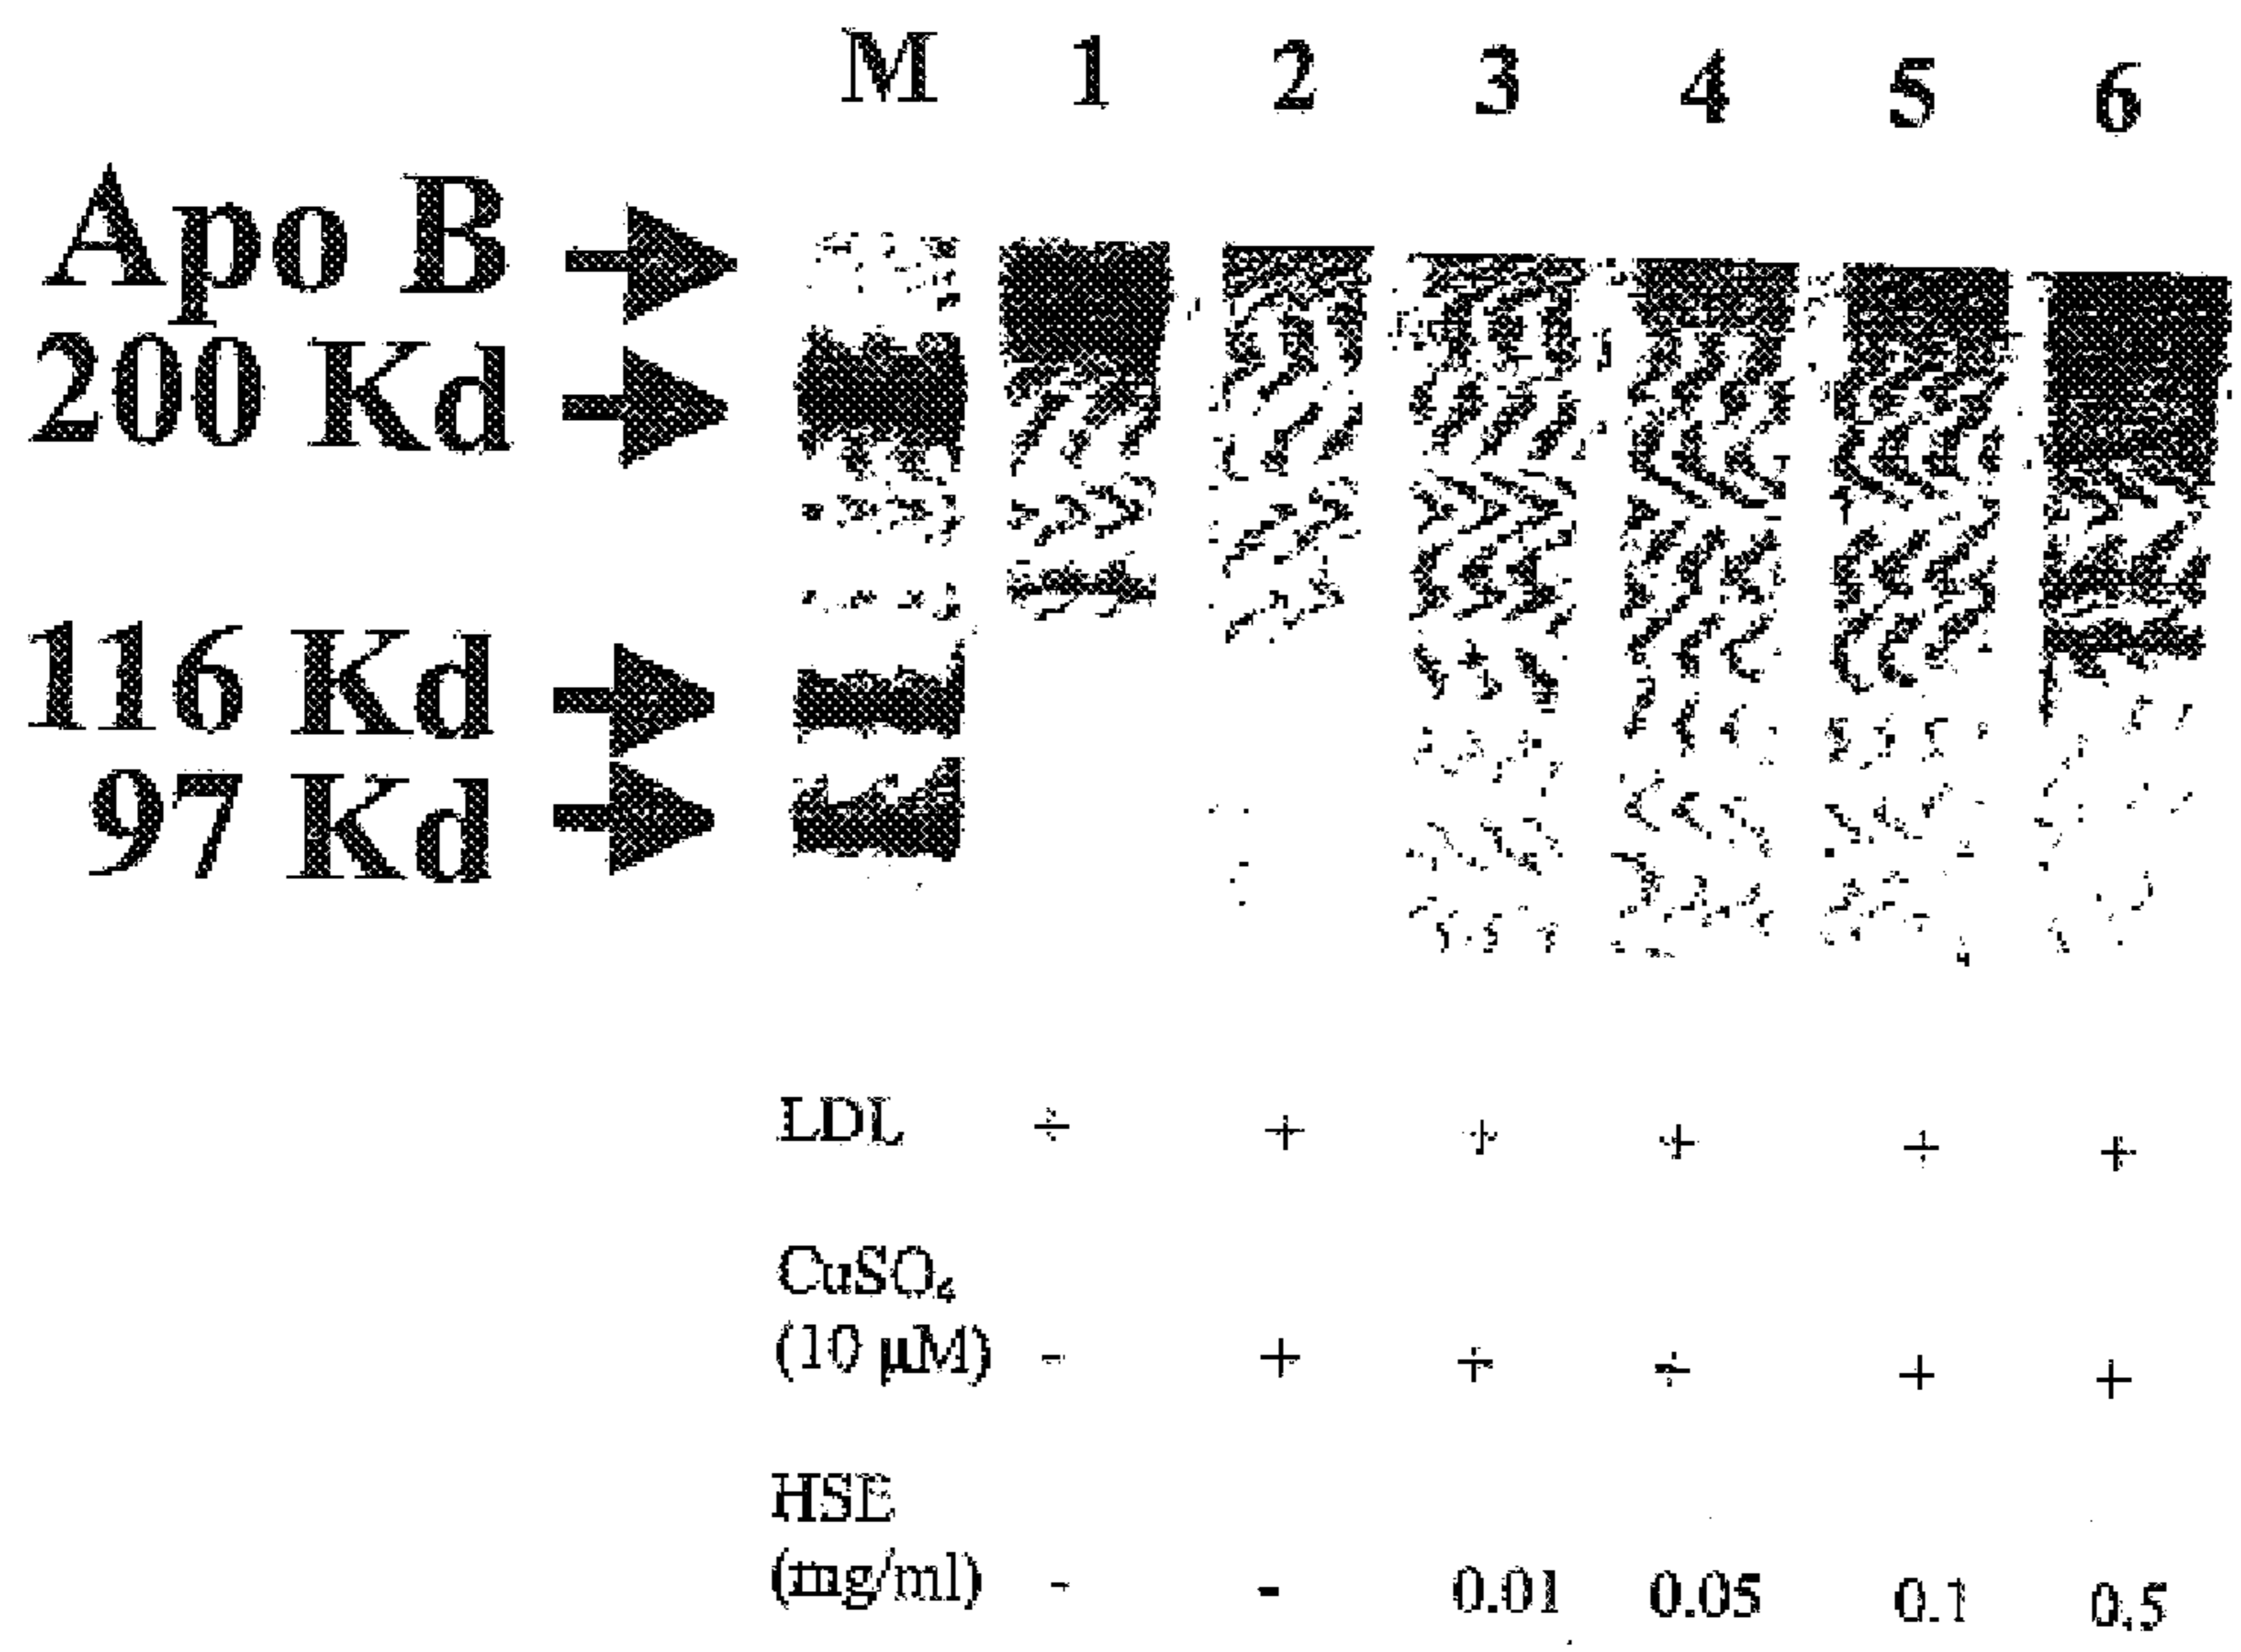 M 1 2 3 4 5 6
Apo B
200 Kd
116 Kd
97 Kd
LDL + + + + + +
CuSO₄
(10 μM) - + + + + +
HSE
(mg/ml) - - 0.01 0.05 0.1 0.5